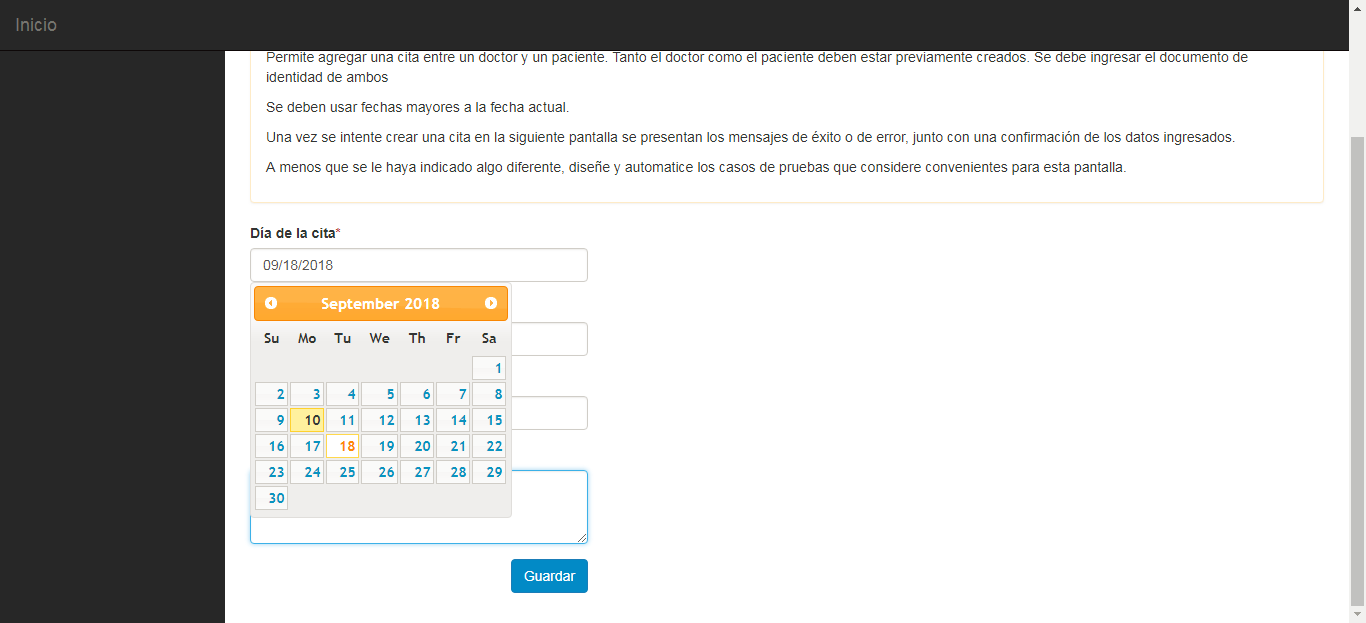 Inicio
Permite agregar una cita entre un doctor y un paciente. Tanto el doctor como el paciente deben estar previamente creados. Se debe ingresar el documento de
identidad de ambos
Se deben usar fechas mayores a la fecha actual.
Una vez se intente crear una cita en la siguiente pantalla se presentan los mensajes de éxito o de error, junto con una confirmación de los datos ingresados.
A menos que se le haya indicado algo diferente, diseñe y automatice los casos de pruebas que considere convenientes para esta pantalla.
Día de la cita*
09/18/2018
September 2018
Su Mo Tu We Th Fr Sa
1
2 3 4 5 6 7 8
9 10 11 12 13 14 15
16 17 18 19 20 21 22
23 24 25 26 27 28 29
30
Guardar